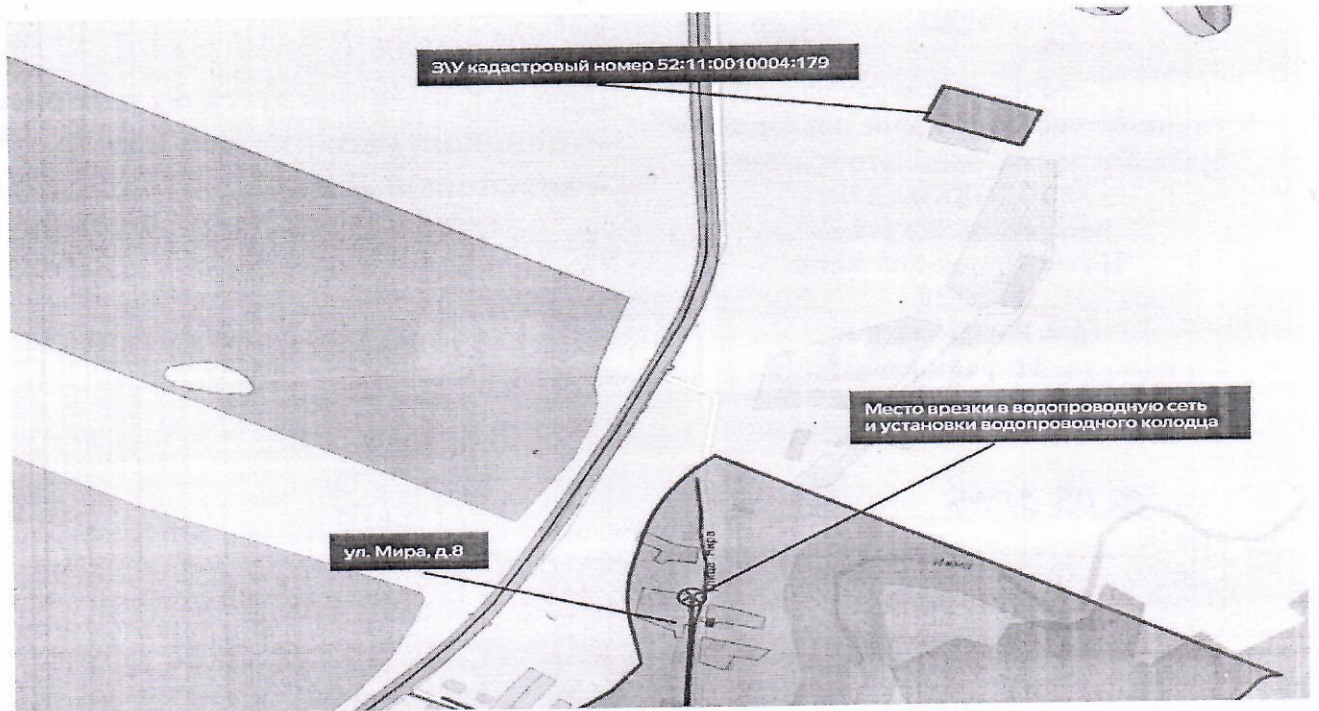 З\У кадастровый номер 52:11:0010004:179
Место врезки в водопроводную сеть
и установки водопроводного колодца
ул. Мира, д.8